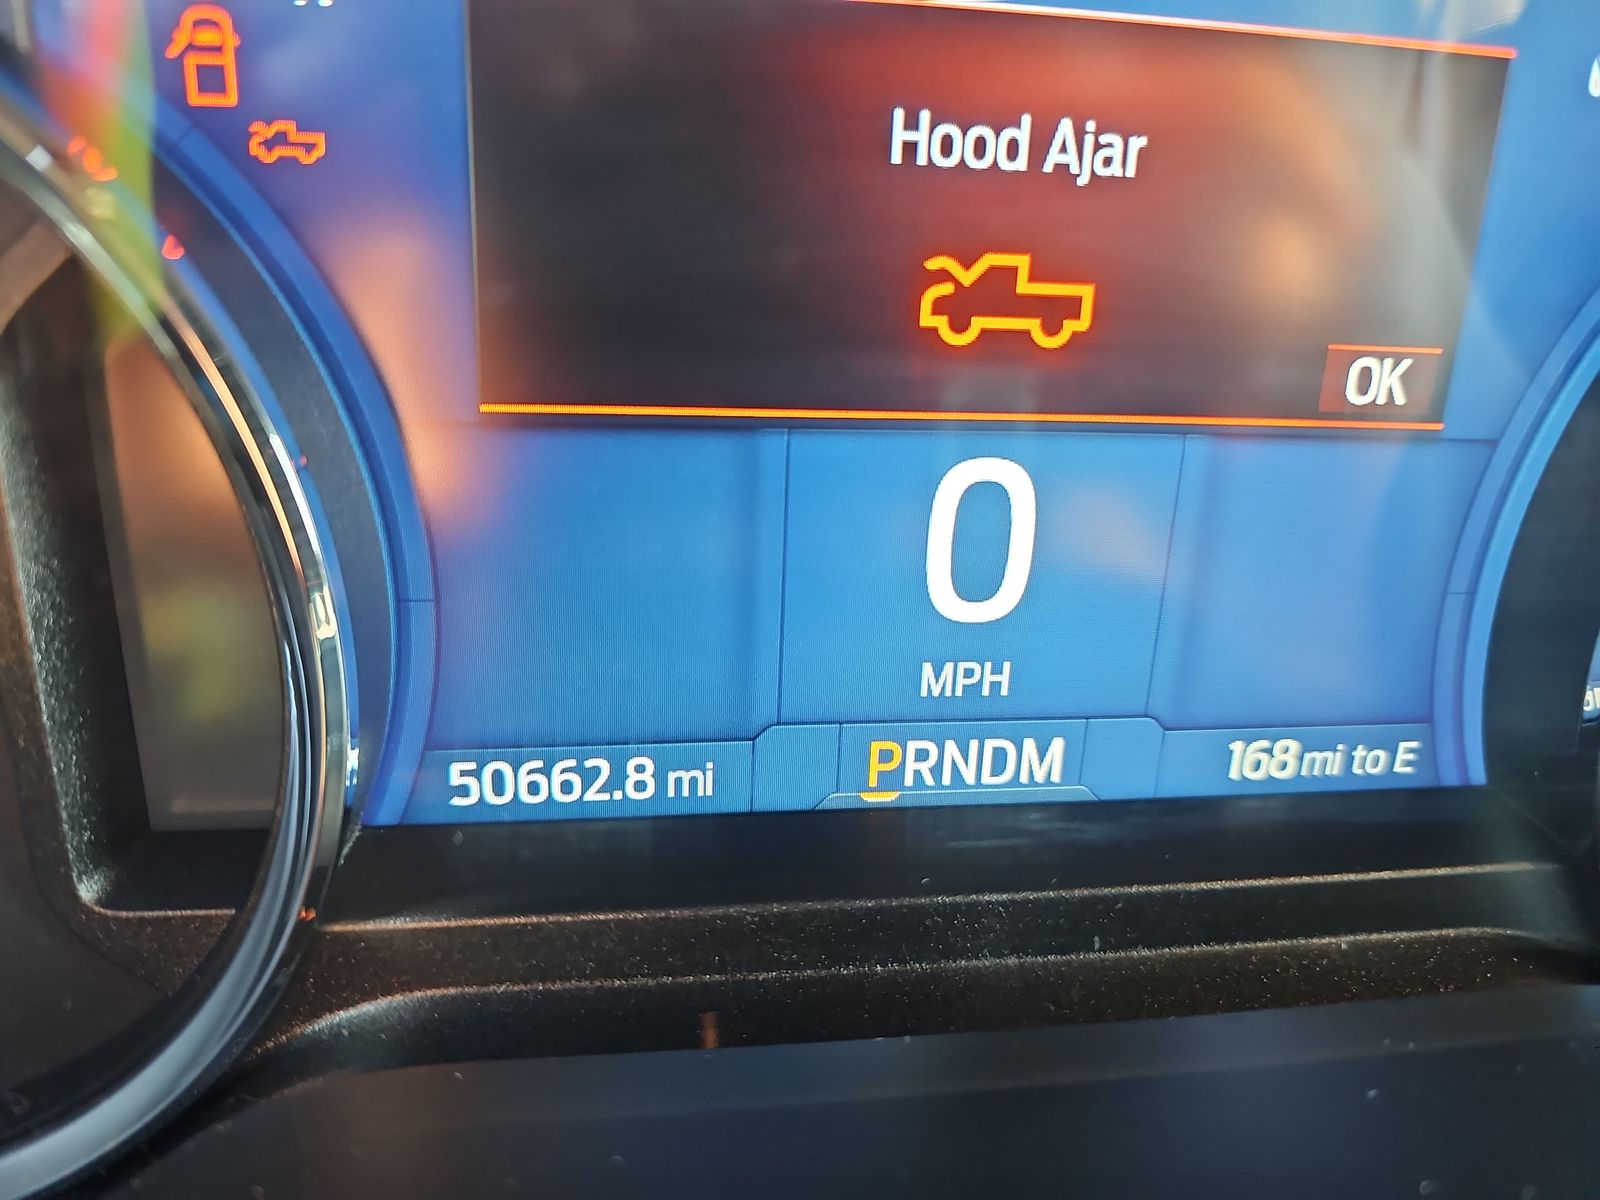 Hood Ajar
OK
0
MPH
50662.8 mi
PRNDM
168 mi to E